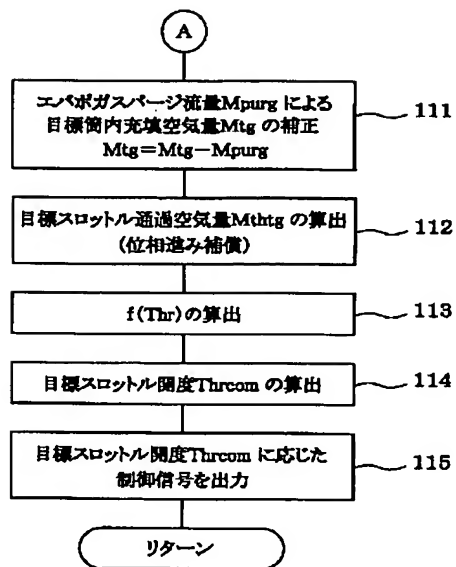 A
エバポガスパージ流量Mpurg による
目標筒内充填空気量Mtg の補正
Mtg＝Mtg－Mpurg
111
目標スロットル通過空気量Mthtg の算出
(位相進み補償)
112
f(Thr)の算出
113
目標スロットル開度Thrcom の算出
114
目標スロットル開度Thrcom に応じた
制御信号を出力
115
リターン